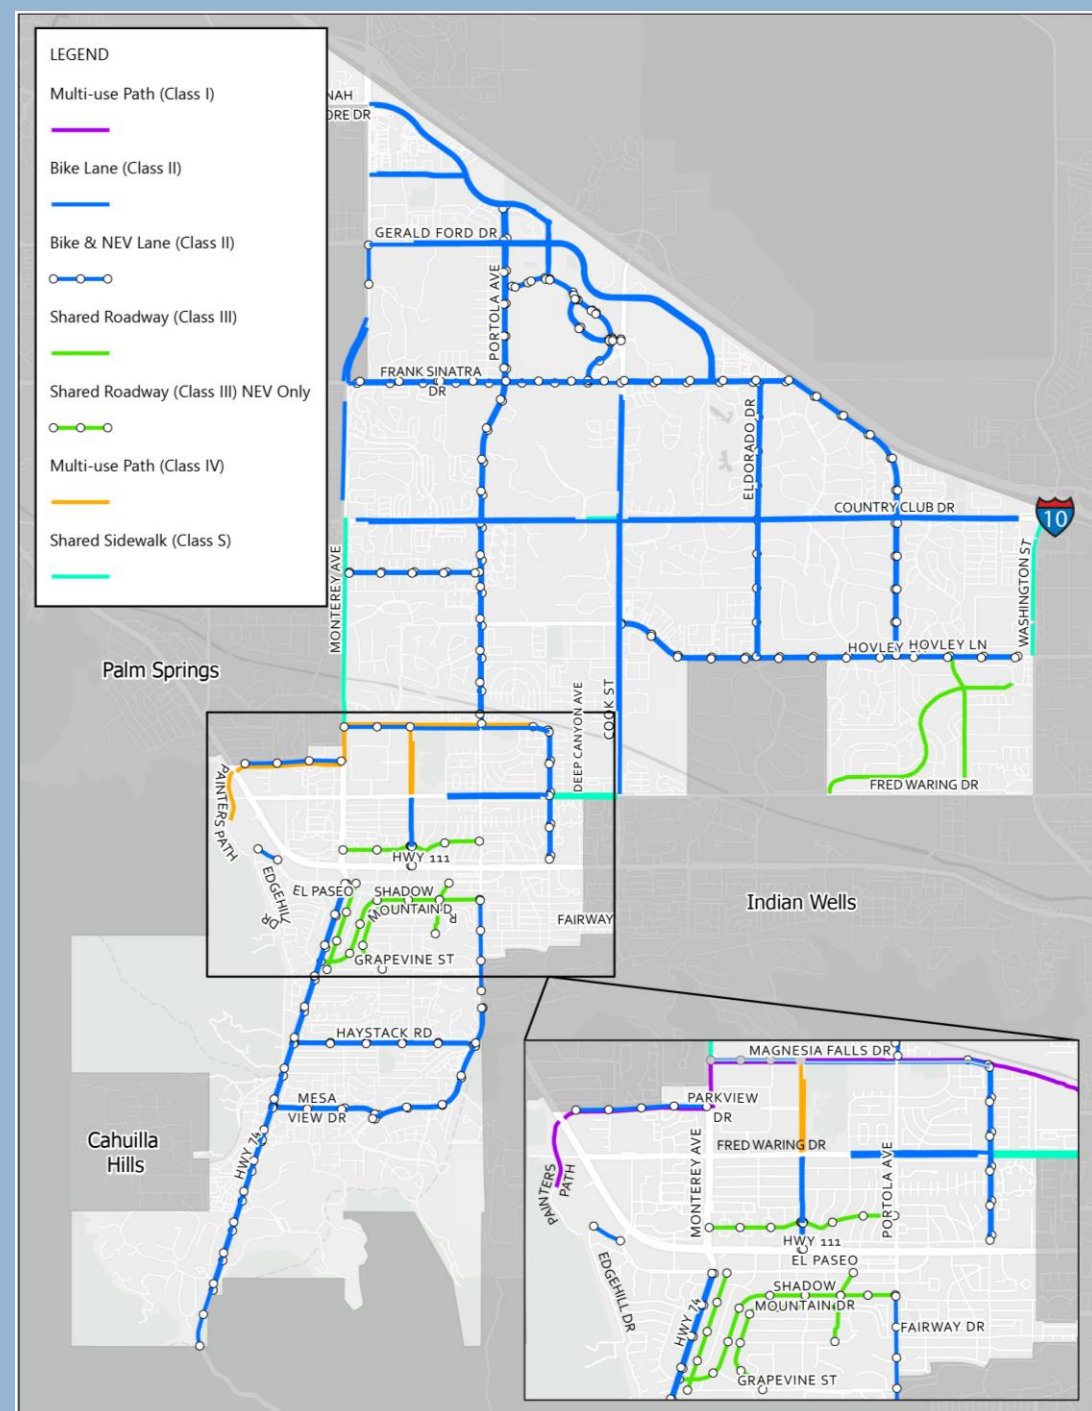 LEGEND
Multi-use Path (Class I)
Bike Lane (Class II)
Bike & NEV Lane (Class II)
Shared Roadway (Class III)
Shared Roadway (Class III) NEV Only
Multi-use Path (Class IV)
Shared Sidewalk (Class S)
NAH
ORE DR
GERALD FORD DR
PORTOLA AVE
FRANK SINATRA
DR
ELDORADO DR
COUNTRY CLUB DR
10
MONTEREY AVE
WASHINGTON ST
HOVLEY
HOVLEY LN
Palm Springs
DEEP CANYON AVE
COOK ST
FRED WARING DR
PAINTERS PATH
HWY 111
EDGEHILL
DR
EL PASEO
SHADOW
MOUNTAIN D
R
FAIRWAY
Indian Wells
GRAPEVINE ST
HAYSTACK RD
MESA
VIEW DR
Cahuilla
Hills
HWY 74
MAGNESIA FALLS DR
PARKVIEW
DR
FRED WARING DR
PAINTERS
PATH
MONTEREY AVE
PORTOLA AVE
HWY 111
EL PASEO
EDGEHILL DR
SHADOW
MOUNTAIN DR
HWY 74
FAIRWAY DR
GRAPEVINE ST